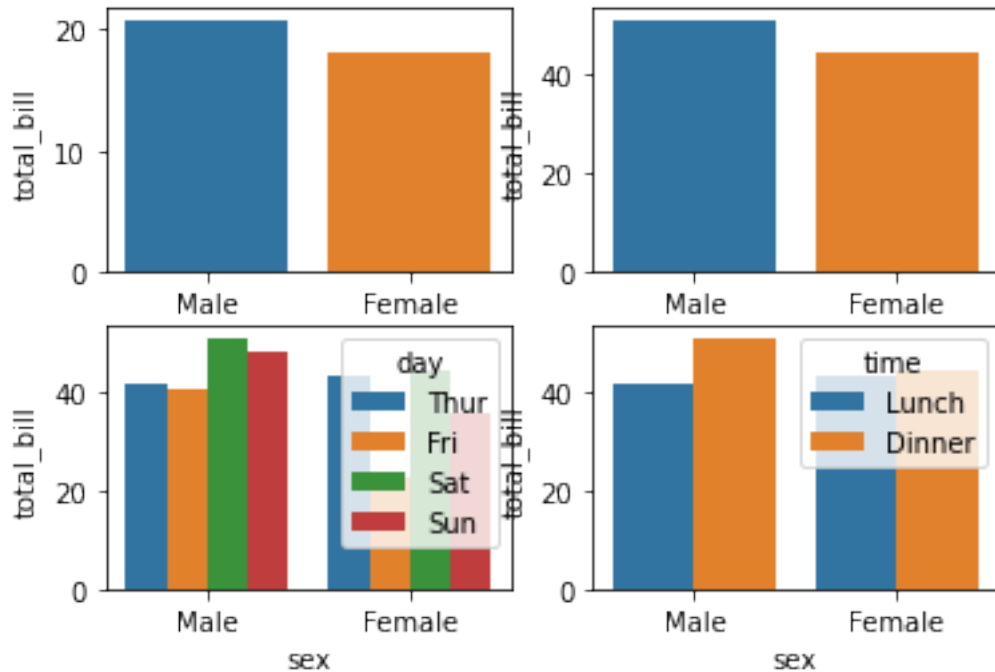 20
10
0
total_bill
Male
Female
40
20
0
total_bill
Male
Female
40
20
0
total_bill
day
Thur
Fri
Sat
Sun
Male
Female
sex
40
20
0
total_bill
time
Lunch
Dinner
Male
Female
sex